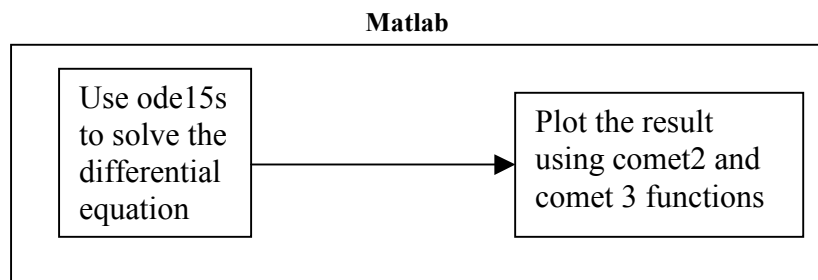 Matlab
Use ode15s
to solve the
differential
equation
Plot the result
using comet2 and
comet 3 functions